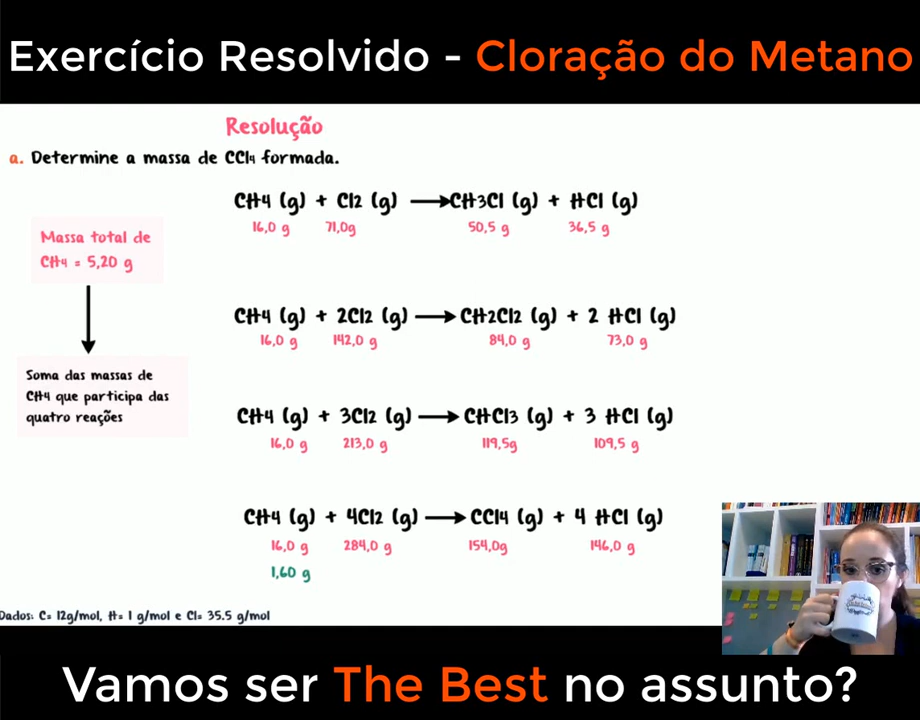 Exercício Resolvido - Cloração do Metano
Resolução
a. Determine a massa de CCl4 formada.
CH4 (g) + Cl2 (g) ⟶ CH3Cl (g) + HCl (g)
16,0 g 71,0g 50,5 g 36,5 g
Massa total de
CH4 = 5,20 g
CH4 (g) + 2Cl2 (g) ⟶ CH2Cl2 (g) + 2 HCl (g)
16,0 g 142,0 g 84,0 g 73,0 g
Soma das massas de
CH4 que participa das
quatro reações
CH4 (g) + 3Cl2 (g) ⟶ CHCl3 (g) + 3 HCl (g)
16,0 g 213,0 g 119,5g 109,5 g
CH4 (g) + 4Cl2 (g) ⟶ CCl4 (g) + 4 HCl (g)
16,0 g 284,0 g 154,0g 146,0 g
1,60 g
Dados: C= 12g/mol, H= 1 g/mol e Cl= 35.5 g/mol
Vamos ser The Best no assunto?